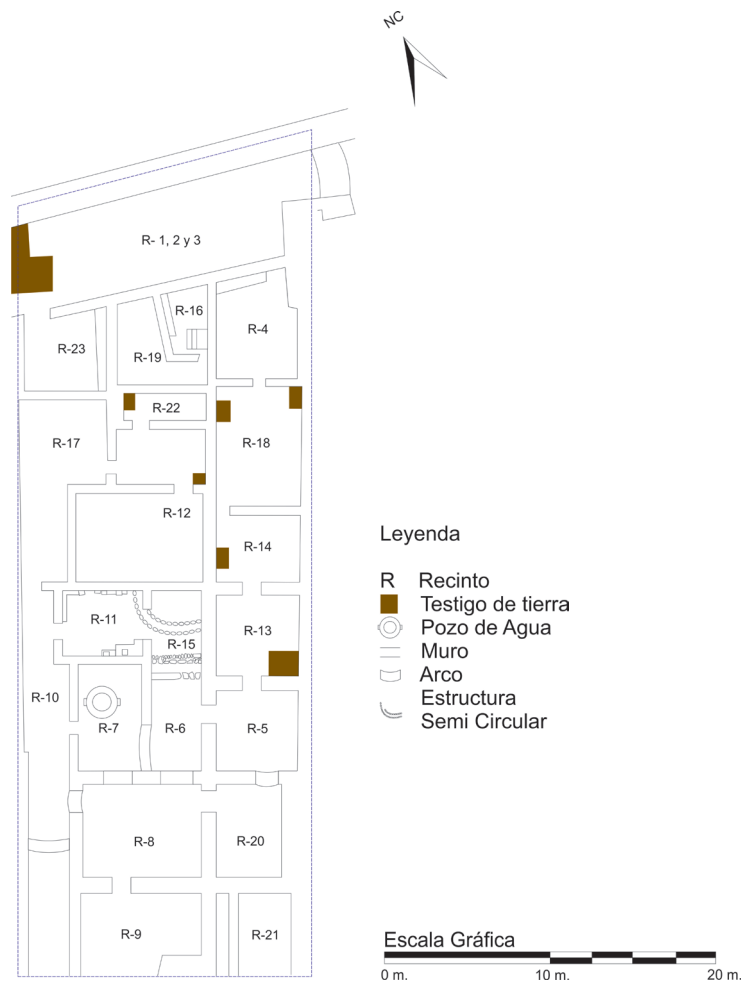 NC
R- 1, 2 y 3
R-16
R-4
R-23
R-19
R-22
R-17
R-18
R-12
R-14
R-11
R-13
R-15
R-10
R-7
R-6
R-5
R-8
R-20
R-9
R-21
Leyenda
R Recinto
Testigo de tierra
Pozo de Agua
Muro
Arco
Estructura
Semi Circular
Escala Gráfica
0 m. 10 m. 20 m.